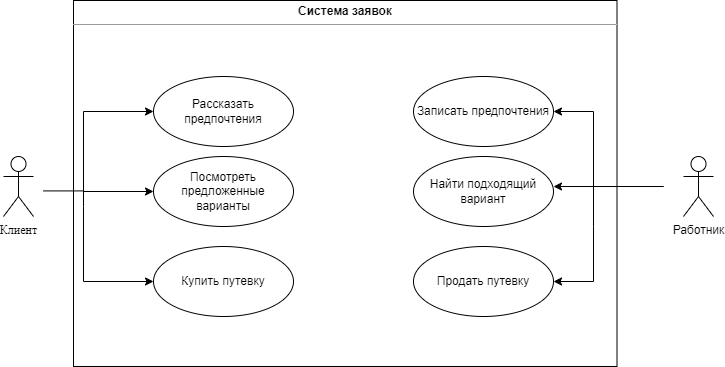 Система заявок
Рассказать
предпочтения
Записать предпочтения
Посмотреть
предложенные
варианты
Найти подходящий
вариант
Клиент
Работник
Купить путевку
Продать путевку